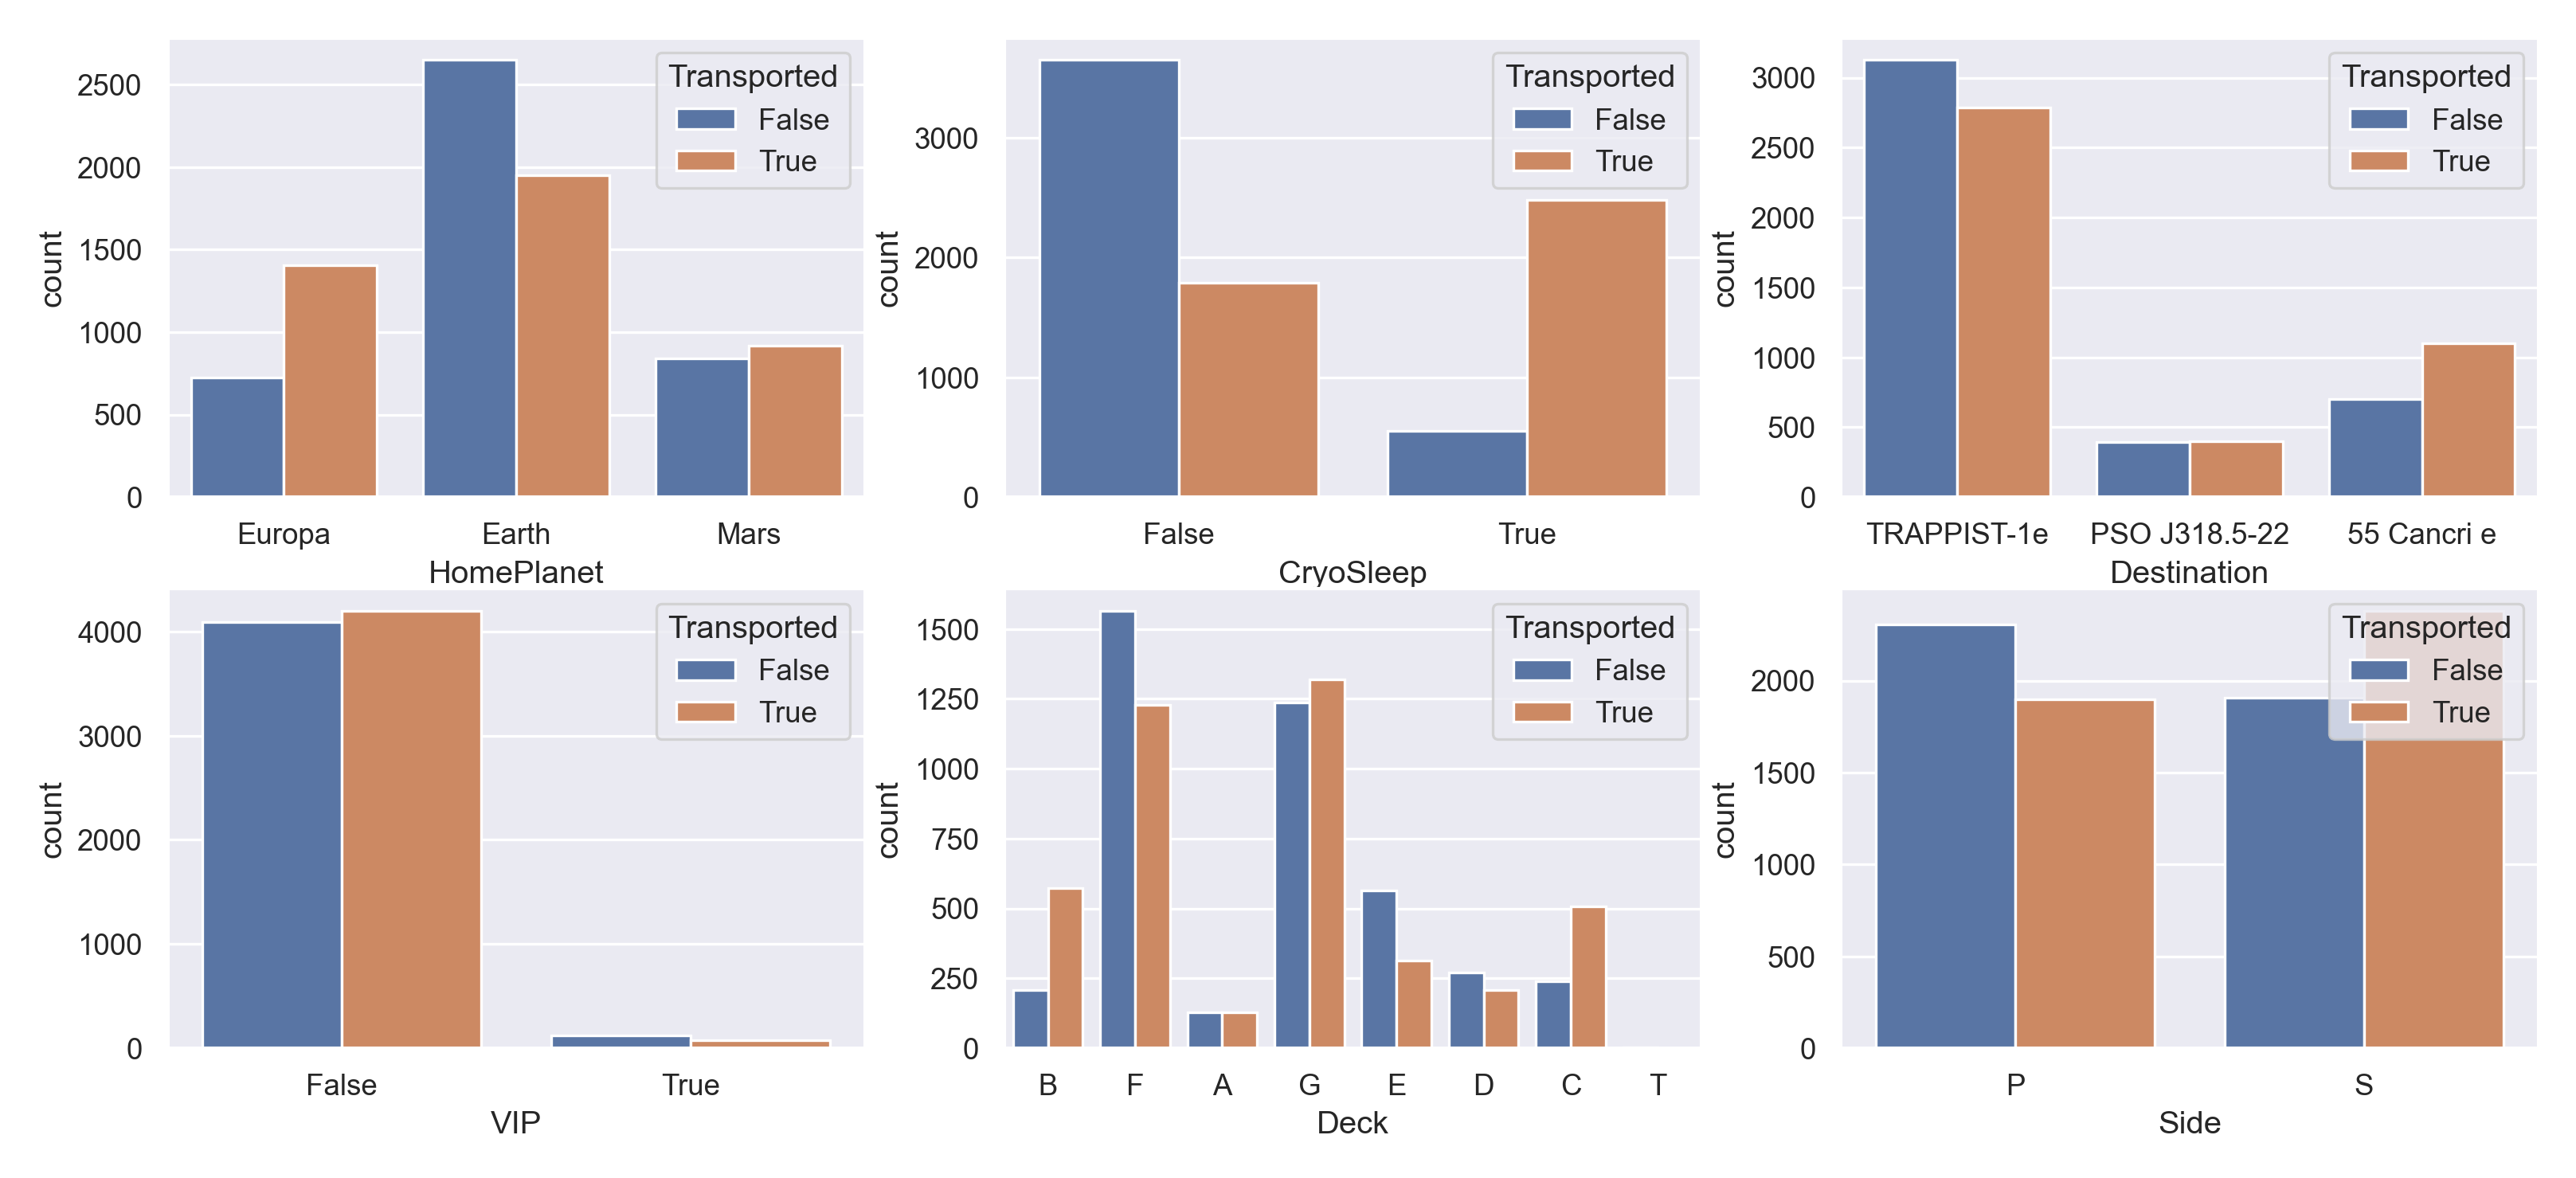 count
2500
2000
1500
1000
500
0
Transported
False
True
Europa Earth Mars
HomePlanet
count
3000
2000
1000
0
Transported
False
True
False True
CryoSleep
count
3000
2500
2000
1500
1000
500
0
Transported
False
True
TRAPPIST-1e PSO J318.5-22 55 Cancri e
Destination
count
4000
3000
2000
1000
0
Transported
False
True
False True
VIP
count
1500
1250
1000
750
500
250
0
Transported
False
True
B F A G E D C T
Deck
count
2000
1500
1000
500
0
Transported
False
True
P S
Side